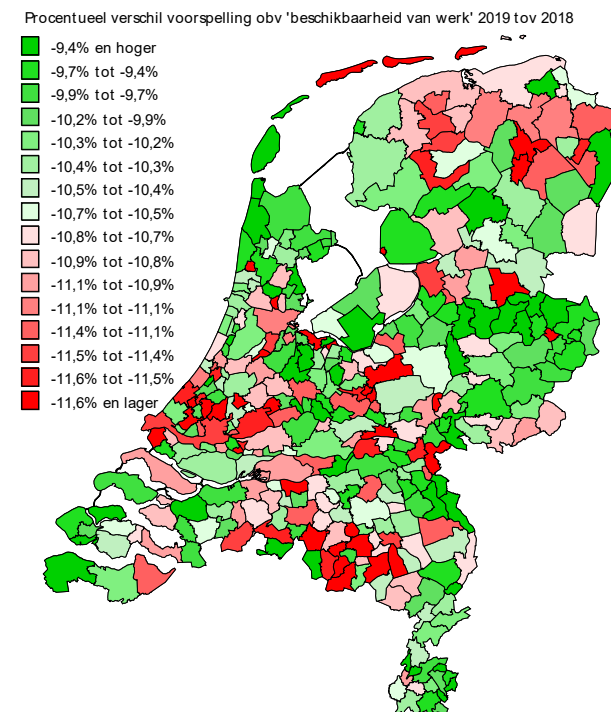 Procentueel verschil voorspelling obv 'beschikbaarheid van werk' 2019 tov 2018
-9,4% en hoger
-9,7% tot -9,4%
-9,9% tot -9,7%
-10,2% tot -9,9%
-10,3% tot -10,2%
-10,4% tot -10,3%
-10,5% tot -10,4%
-10,7% tot -10,5%
-10,8% tot -10,7%
-10,9% tot -10,8%
-11,1% tot -10,9%
-11,1% tot -11,1%
-11,4% tot -11,1%
-11,5% tot -11,4%
-11,6% tot -11,5%
-11,6% en lager